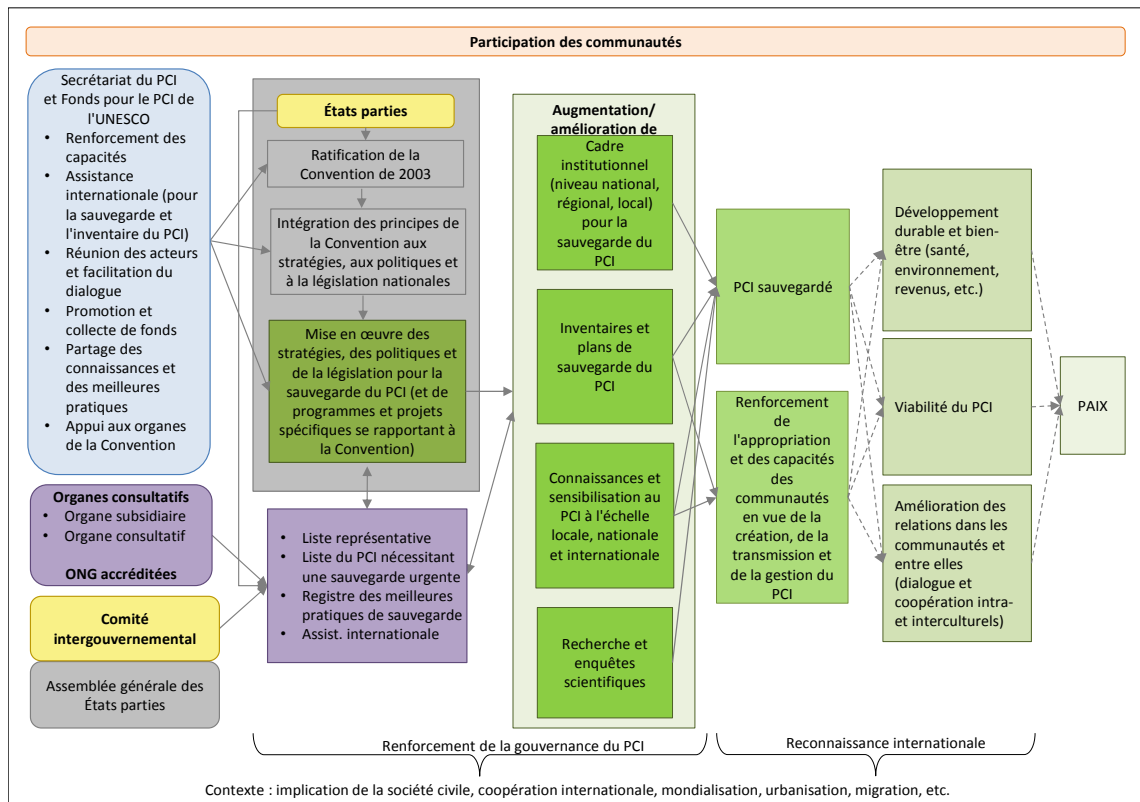 Participation des communautés
Secrétariat du PCI
et Fonds pour le PCI de
l'UNESCO
• Renforcement des
capacités
• Assistance
internationale (pour
la sauvegarde et
l'inventaire du PCI)
• Réunion des acteurs
et facilitation du
dialogue
• Promotion et
collecte de fonds
• Partage des
connaissances et
des meilleures
pratiques
• Appui aux organes
de la Convention
Organes consultatifs
• Organe subsidiaire
• Organe consultatif
ONG accréditées
Comité
intergouvernemental
Assemblée générale des
États parties
États parties
Ratification de la
Convention de 2003
Intégration des principes de
la Convention aux
stratégies, aux politiques et
à la législation nationales
Mise en œuvre des
stratégies, des politiques et
de la législation pour la
sauvegarde du PCI (et de
programmes et projets
spécifiques se rapportant à
la Convention)
• Liste représentative
• Liste du PCI nécessitant
une sauvegarde urgente
• Registre des meilleures
pratiques de sauvegarde
• Assist. internationale
Augmentation/
amélioration de
Cadre
institutionnel
(niveau national,
régional, local)
pour la
sauvegarde du
PCI
Inventaires et
plans de
sauvegarde du
PCI
Connaissances et
sensibilisation au
PCI à l'échelle
locale, nationale
et internationale
Recherche et
enquêtes
scientifiques
PCI sauvegardé
Renforcement
de
l'appropriation
et des capacités
des
communautés
en vue de la
création, de la
transmission et
de la gestion du
PCI
Développement
durable et bien-
être (santé,
environnement,
revenus, etc.)
Viabilité du PCI
Amélioration des
relations dans les
communautés et
entre elles
(dialogue et
coopération intra-
et interculturels)
PAIX
Renforcement de la gouvernance du PCI
Reconnaissance internationale
Contexte : implication de la société civile, coopération internationale, mondialisation, urbanisation, migration, etc.